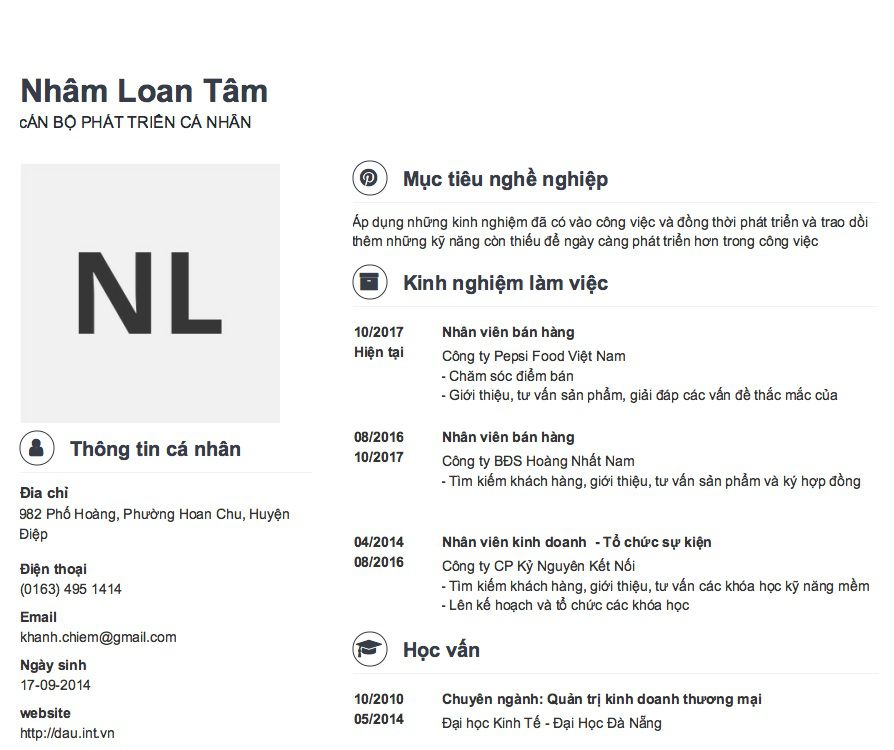 Nhâm Loan Tâm
cÁN BỘ PHÁT TRIỂN CÁ NHÂN
NL
Thông tin cá nhân
Đia chỉ
982 Phố Hoàng, Phường Hoan Chu, Huyện
Điệp
Điện thoại
(0163) 495 1414
Email
khanh.chiem@gmail.com
Ngày sinh
17-09-2014
website
http://dau.int.vn
Mục tiêu nghề nghiệp
Áp dụng những kinh nghiệm đã có vào công việc và đồng thời phát triển và trao dồi
thêm những kỹ năng còn thiếu để ngày càng phát triển hơn trong công việc
Kinh nghiệm làm việc
10/2017 Nhân viên bán hàng
Hiện tại Công ty Pepsi Food Việt Nam
- Chăm sóc điểm bán
- Giới thiệu, tư vấn sản phẩm, giải đáp các vấn đề thắc mắc của
08/2016 Nhân viên bán hàng
10/2017 Công ty BĐS Hoàng Nhất Nam
- Tìm kiếm khách hàng, giới thiệu, tư vấn sản phẩm và ký hợp đồng
04/2014 Nhân viên kinh doanh - Tổ chức sự kiện
08/2016 Công ty CP Kỷ Nguyên Kết Nối
- Tìm kiếm khách hàng, giới thiệu, tư vấn các khóa học kỹ năng mềm
- Lên kế hoạch và tổ chức các khóa học
Học vấn
10/2010 Chuyên ngành: Quản trị kinh doanh thương mại
05/2014 Đại học Kinh Tế - Đại Học Đà Nẵng